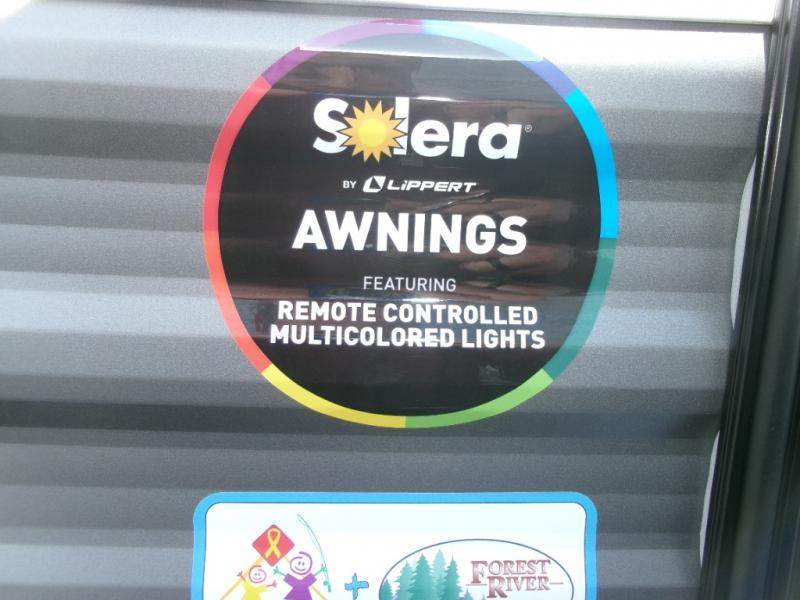 Solera®
BY LIPPERT
AWNINGS
FEATURING
REMOTE CONTROLLED
MULTICOLORED LIGHTS
+
FOREST
RIVER